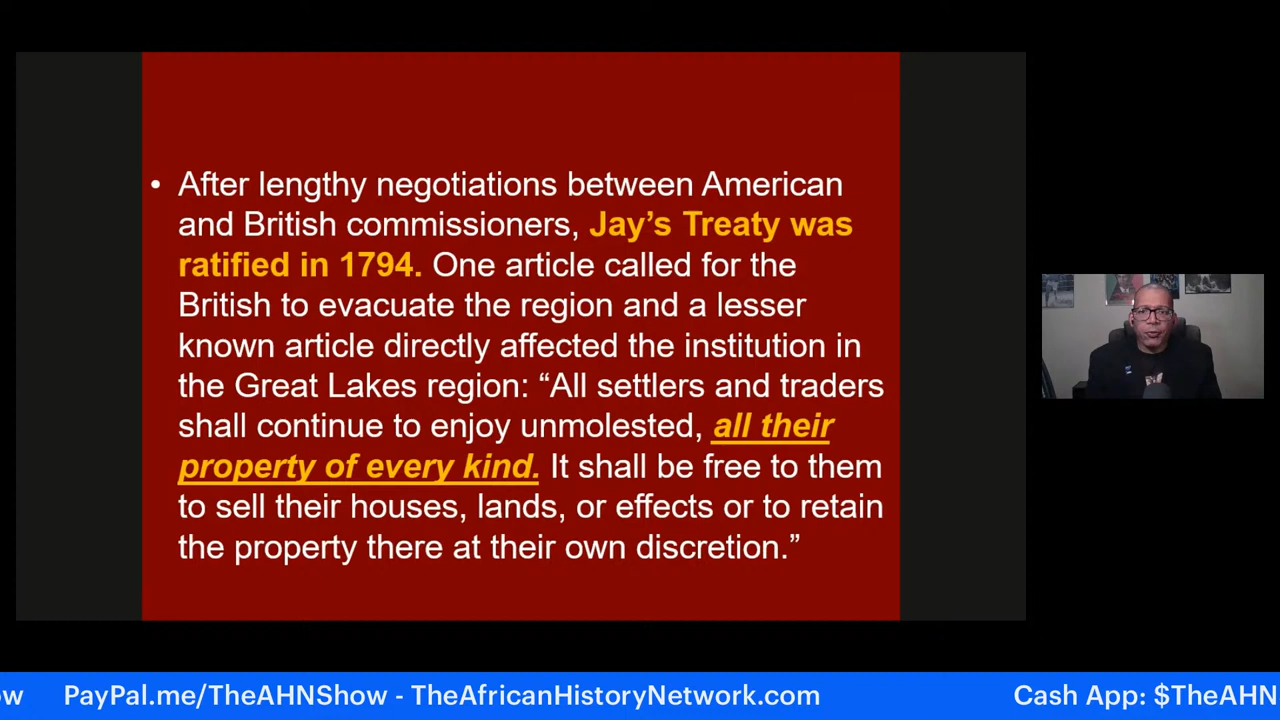 • After lengthy negotiations between American
and British commissioners, Jay’s Treaty was
ratified in 1794. One article called for the
British to evacuate the region and a lesser
known article directly affected the institution in
the Great Lakes region: “All settlers and traders
shall continue to enjoy unmolested, all their
property of every kind. It shall be free to them
to sell their houses, lands, or effects or to retain
the property there at their own discretion.”
ow PayPal.me/TheAHNShow - TheAfricanHistoryNetwork.com Cash App: $TheAHN